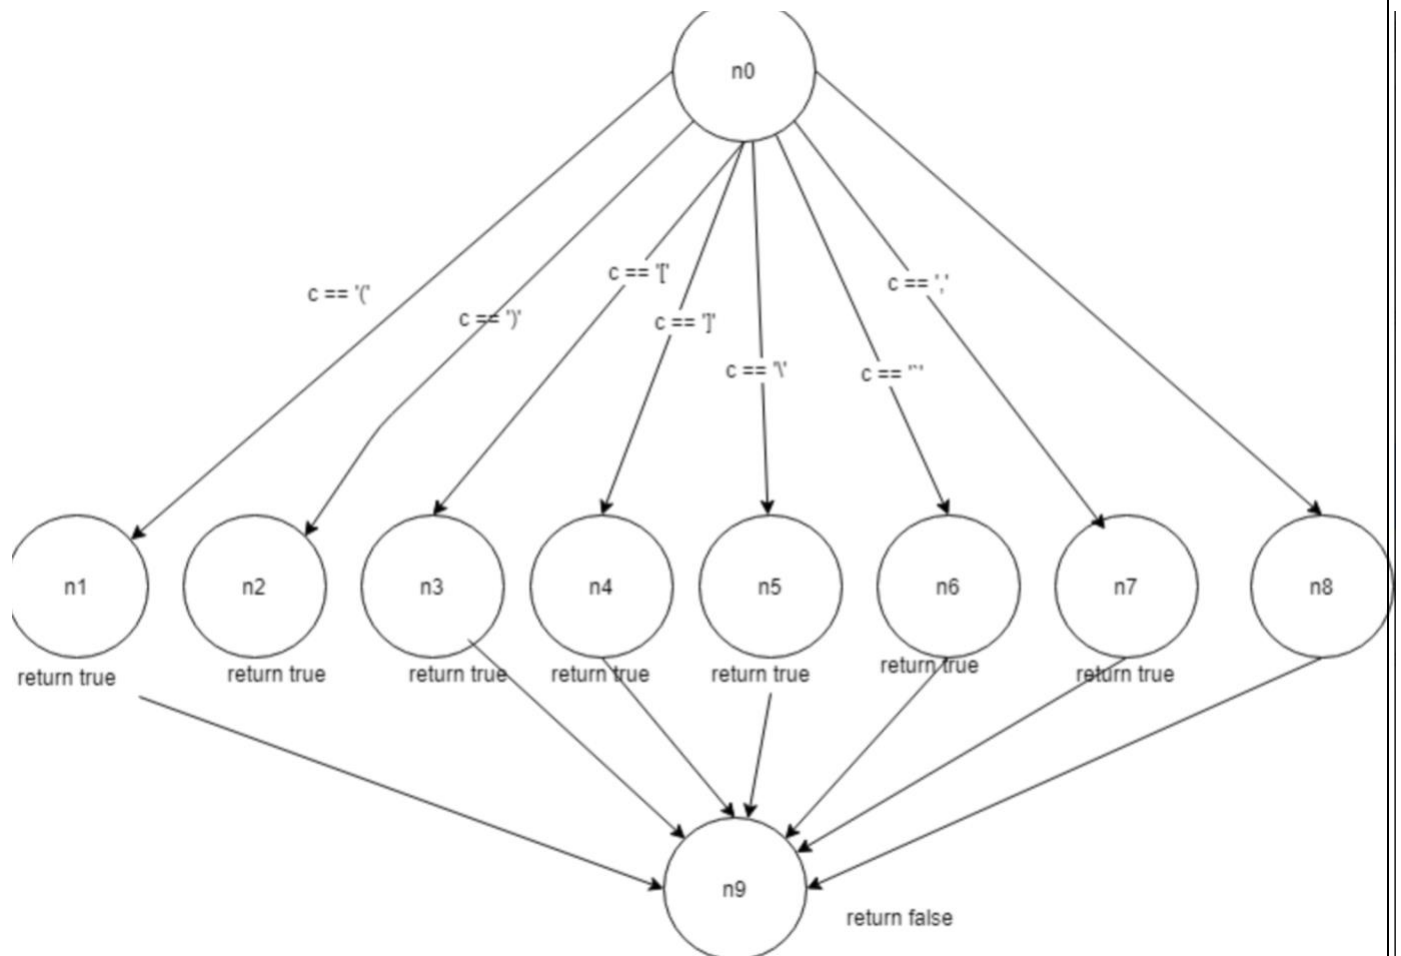 n0
c == '['
c == ','
c == '('
c == ')'
c == ']'
c == '\'
c == '`'
n1
n2
n3
n4
n5
n6
n7
n8
return true
return true
return true
return true
return true
return true
return true
n9
return false